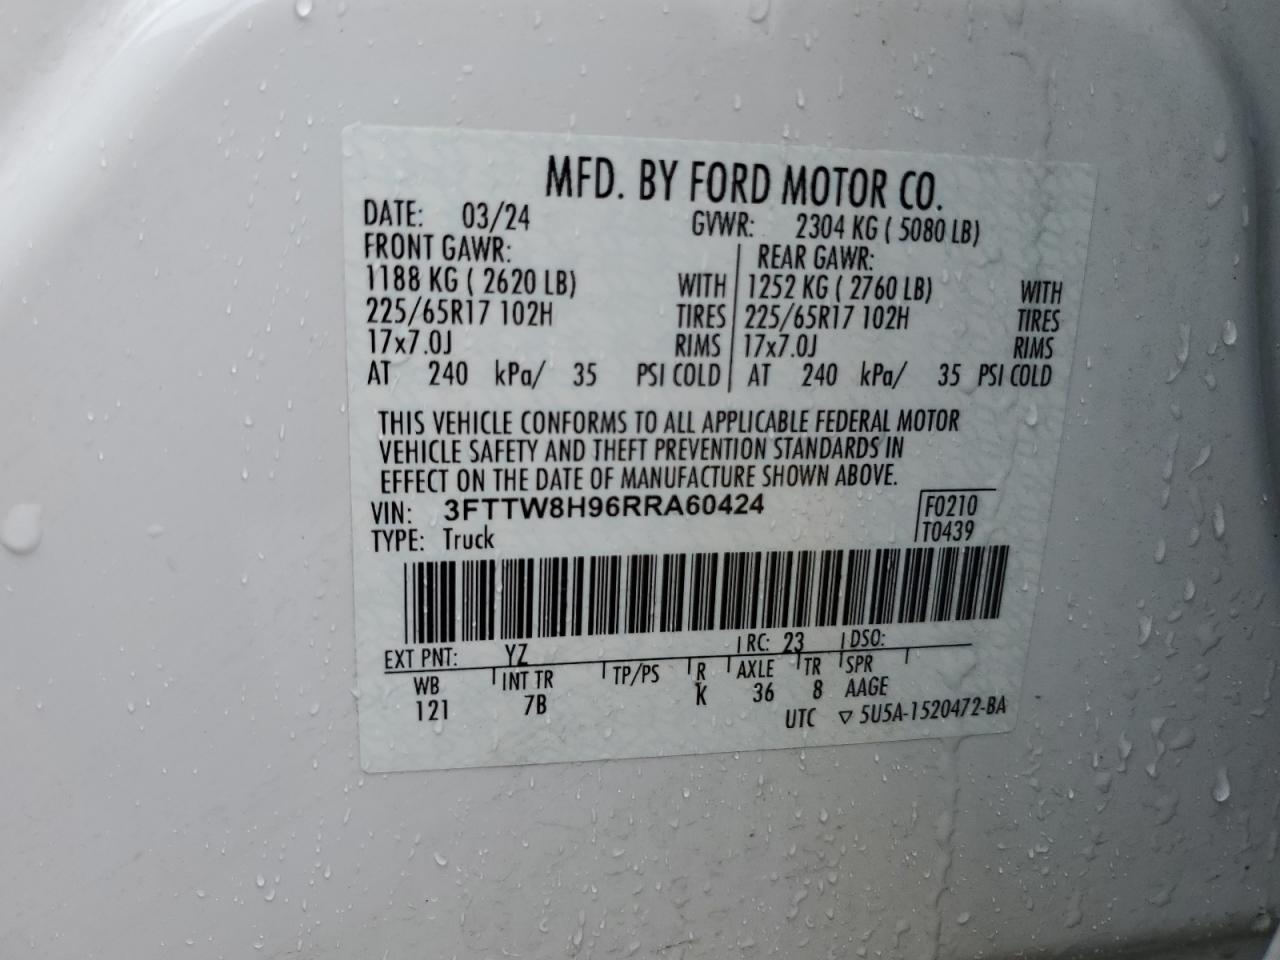 MFD. BY FORD MOTOR CO.
DATE: 03/24 GVWR: 2304 KG ( 5080 LB)
FRONT GAWR: REAR GAWR:
1188 KG ( 2620 LB) WITH 1252 KG ( 2760 LB) WITH
225/65R17 102H TIRES 225/65R17 102H TIRES
17x7.0J RIMS 17x7.0J RIMS
AT 240 kPa/ 35 PSI COLD AT 240 kPa/ 35 PSI COLD
THIS VEHICLE CONFORMS TO ALL APPLICABLE FEDERAL MOTOR
VEHICLE SAFETY AND THEFT PREVENTION STANDARDS IN
EFFECT ON THE DATE OF MANUFACTURE SHOWN ABOVE.
VIN: 3FTTW8H96RRA60424 F0210
TYPE: Truck T0439
EXT PNT: YZ RC: 23 DSO:
WB INT TR TP/PS R AXLE TR SPR
121 7B K 36 8 AAGE
UTC ▽ 5U5A-1520472-BA